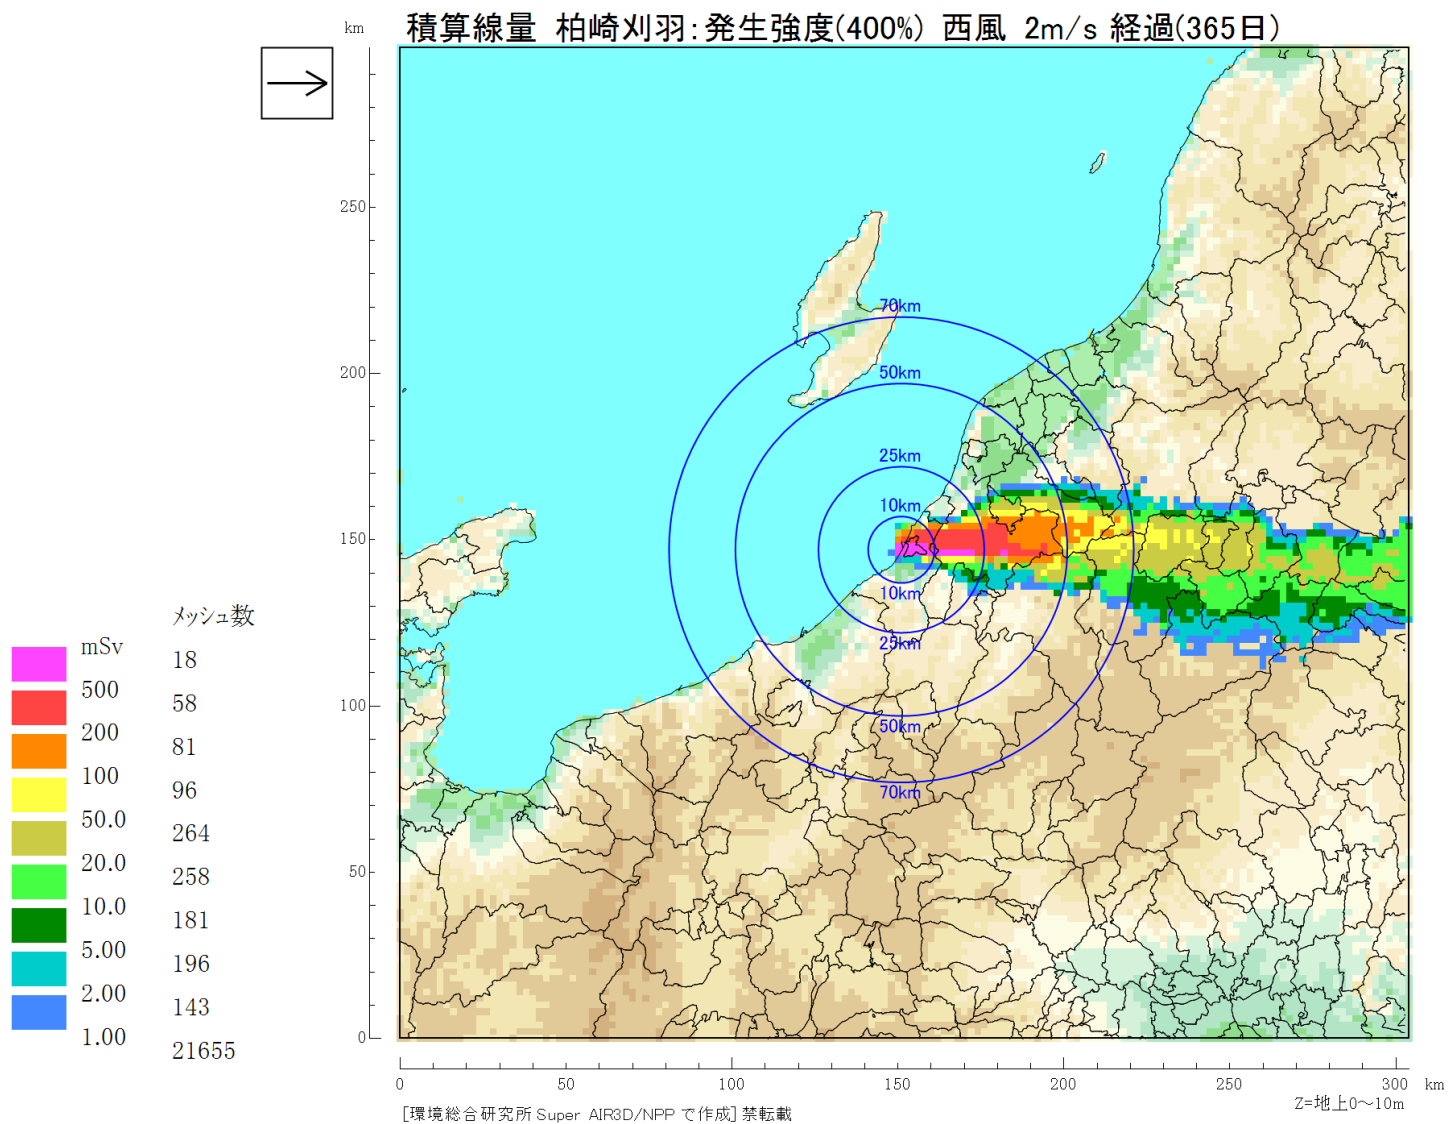 積算線量 柏崎刈羽:発生強度(400%) 西風 2m/s 経過(365日)
km
250
200
150
100
50
0
70km
50km
25km
10km
10km
25km
50km
70km
メッシュ数
mSv
18
500
58
200
81
100
96
50.0
264
20.0
258
10.0
181
5.00
196
2.00
143
1.00
21655
0 50 100 150 200 250 300 km
Z=地上0～10m
[環境総合研究所 Super AIR3D/NPP で作成] 禁転載